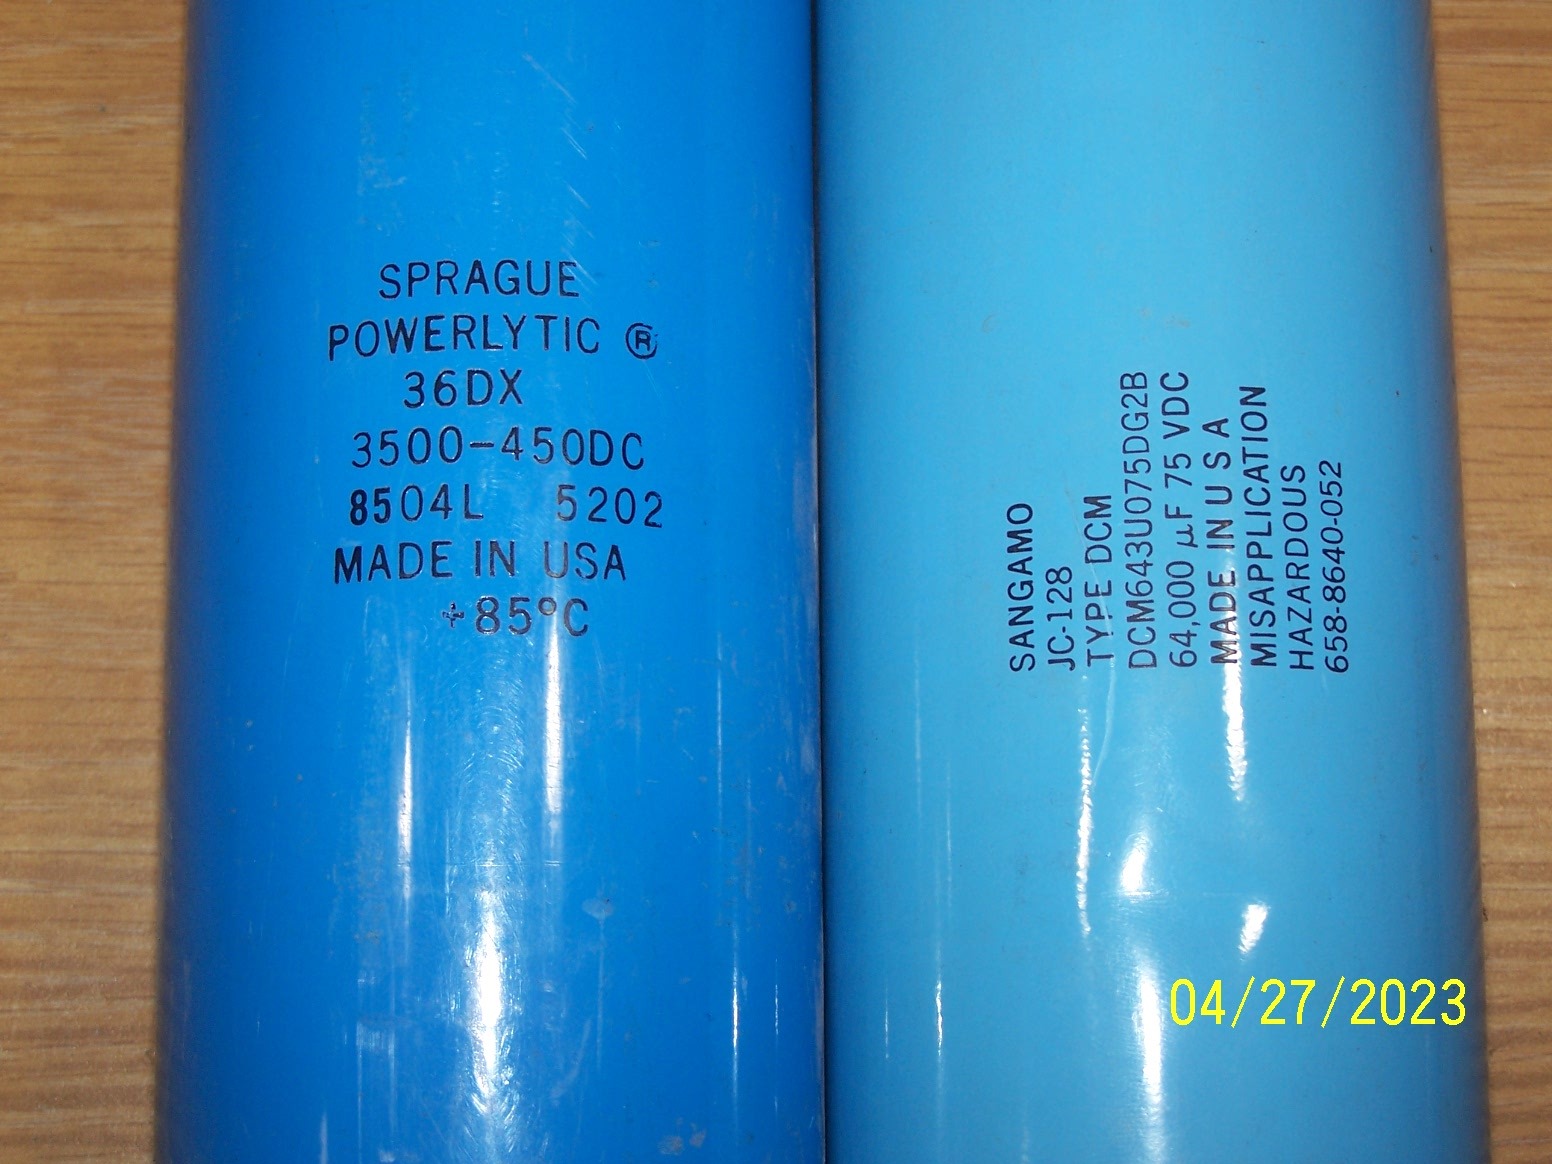 SPRAGUE
POWERLYTIC ®
36DX
3500-450DC
8504L 5202
MADE IN USA
+85°C
SANGAMO
JC-128
TYPE DCM
DCM643U075DG2B
64,000 µF 75 VDC
MADE IN U S A
MISAPPLICATION
HAZARDOUS
658-8640-052
04/27/2023